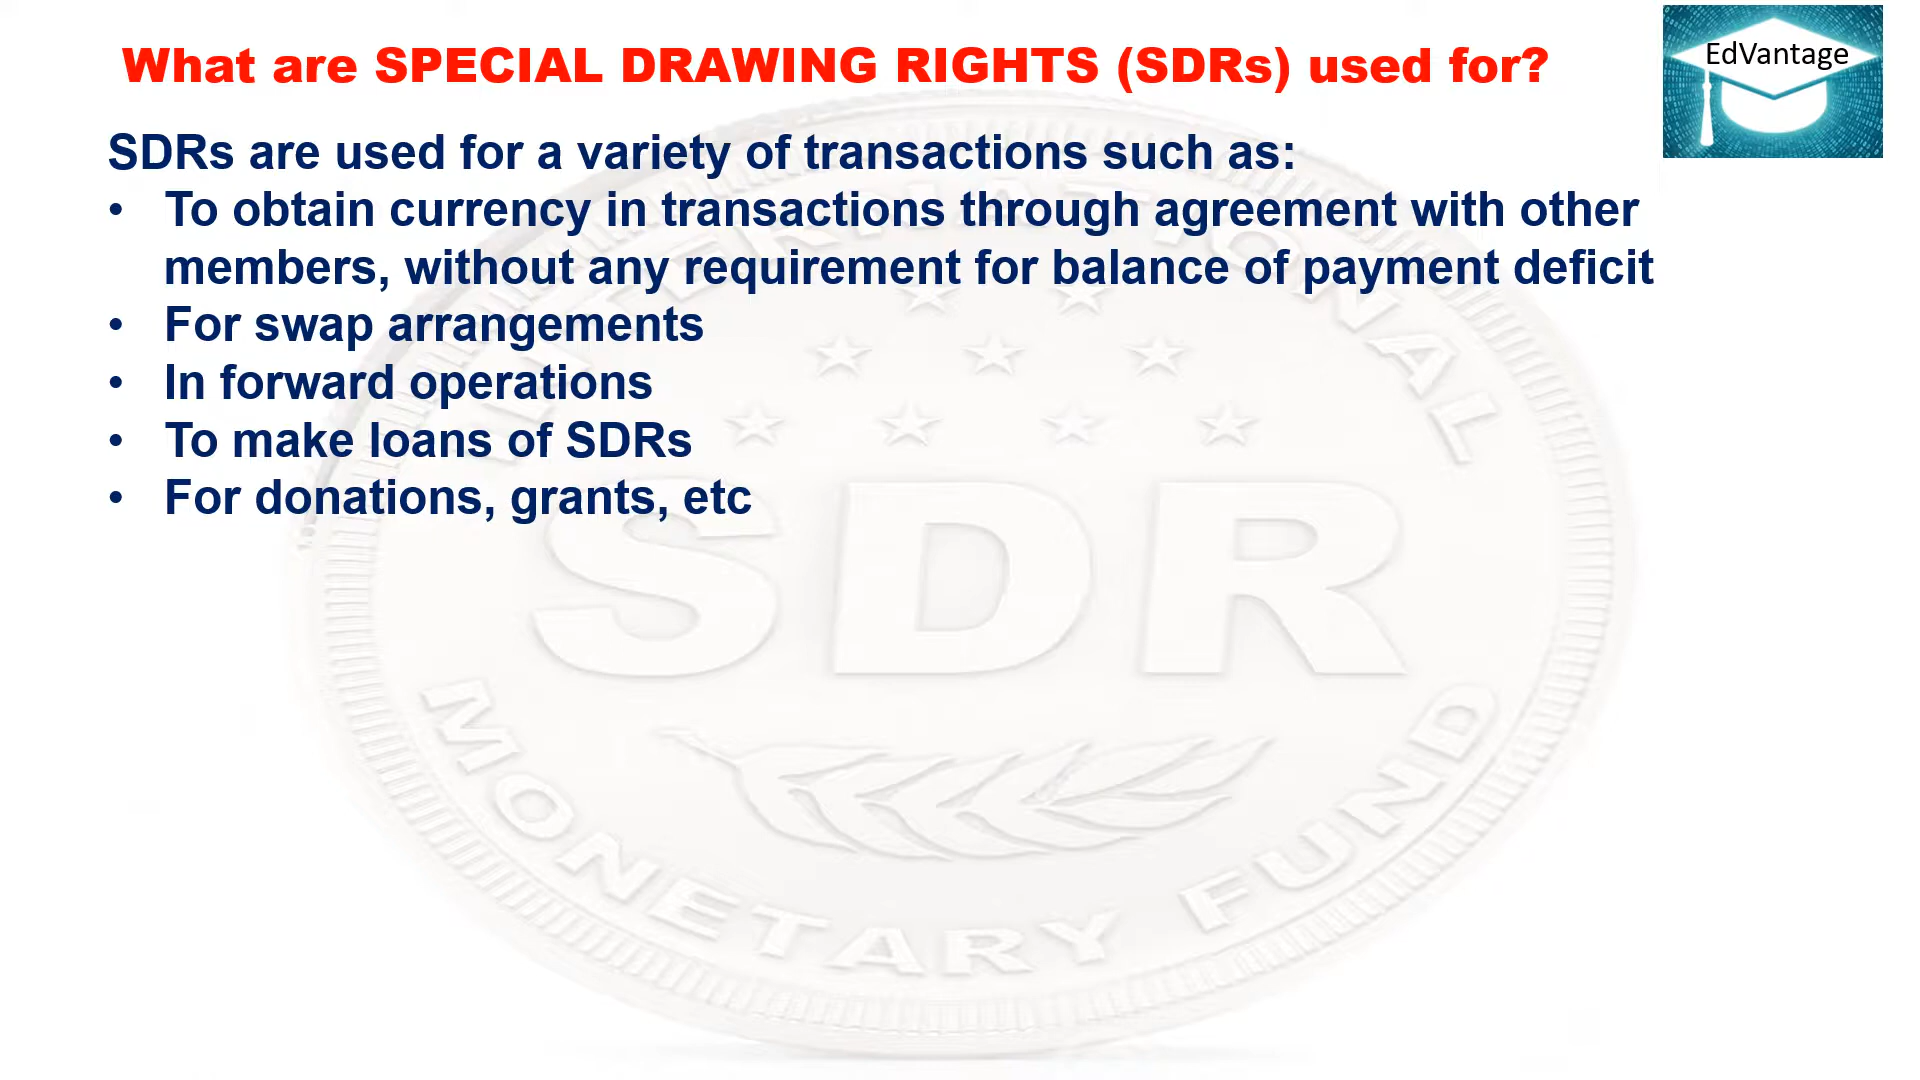 What are SPECIAL DRAWING RIGHTS (SDRs) used for?
EdVantage
SDRs are used for a variety of transactions such as:
• To obtain currency in transactions through agreement with other
members, without any requirement for balance of payment deficit
• For swap arrangements
• In forward operations
• To make loans of SDRs
• For donations, grants, etc
INTERNATIONAL
SDR
MONETARY FUND